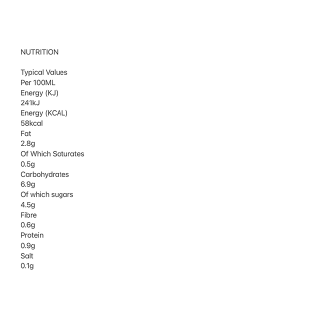 NUTRITION
Typical Values
Per 100ML
Energy (KJ)
241kJ
Energy (KCAL)
58kcal
Fat
2.8g
Of Which Saturates
0.5g
Carbohydrates
6.9g
Of which sugars
4.5g
Fibre
0.6g
Protein
0.9g
Salt
0.1g